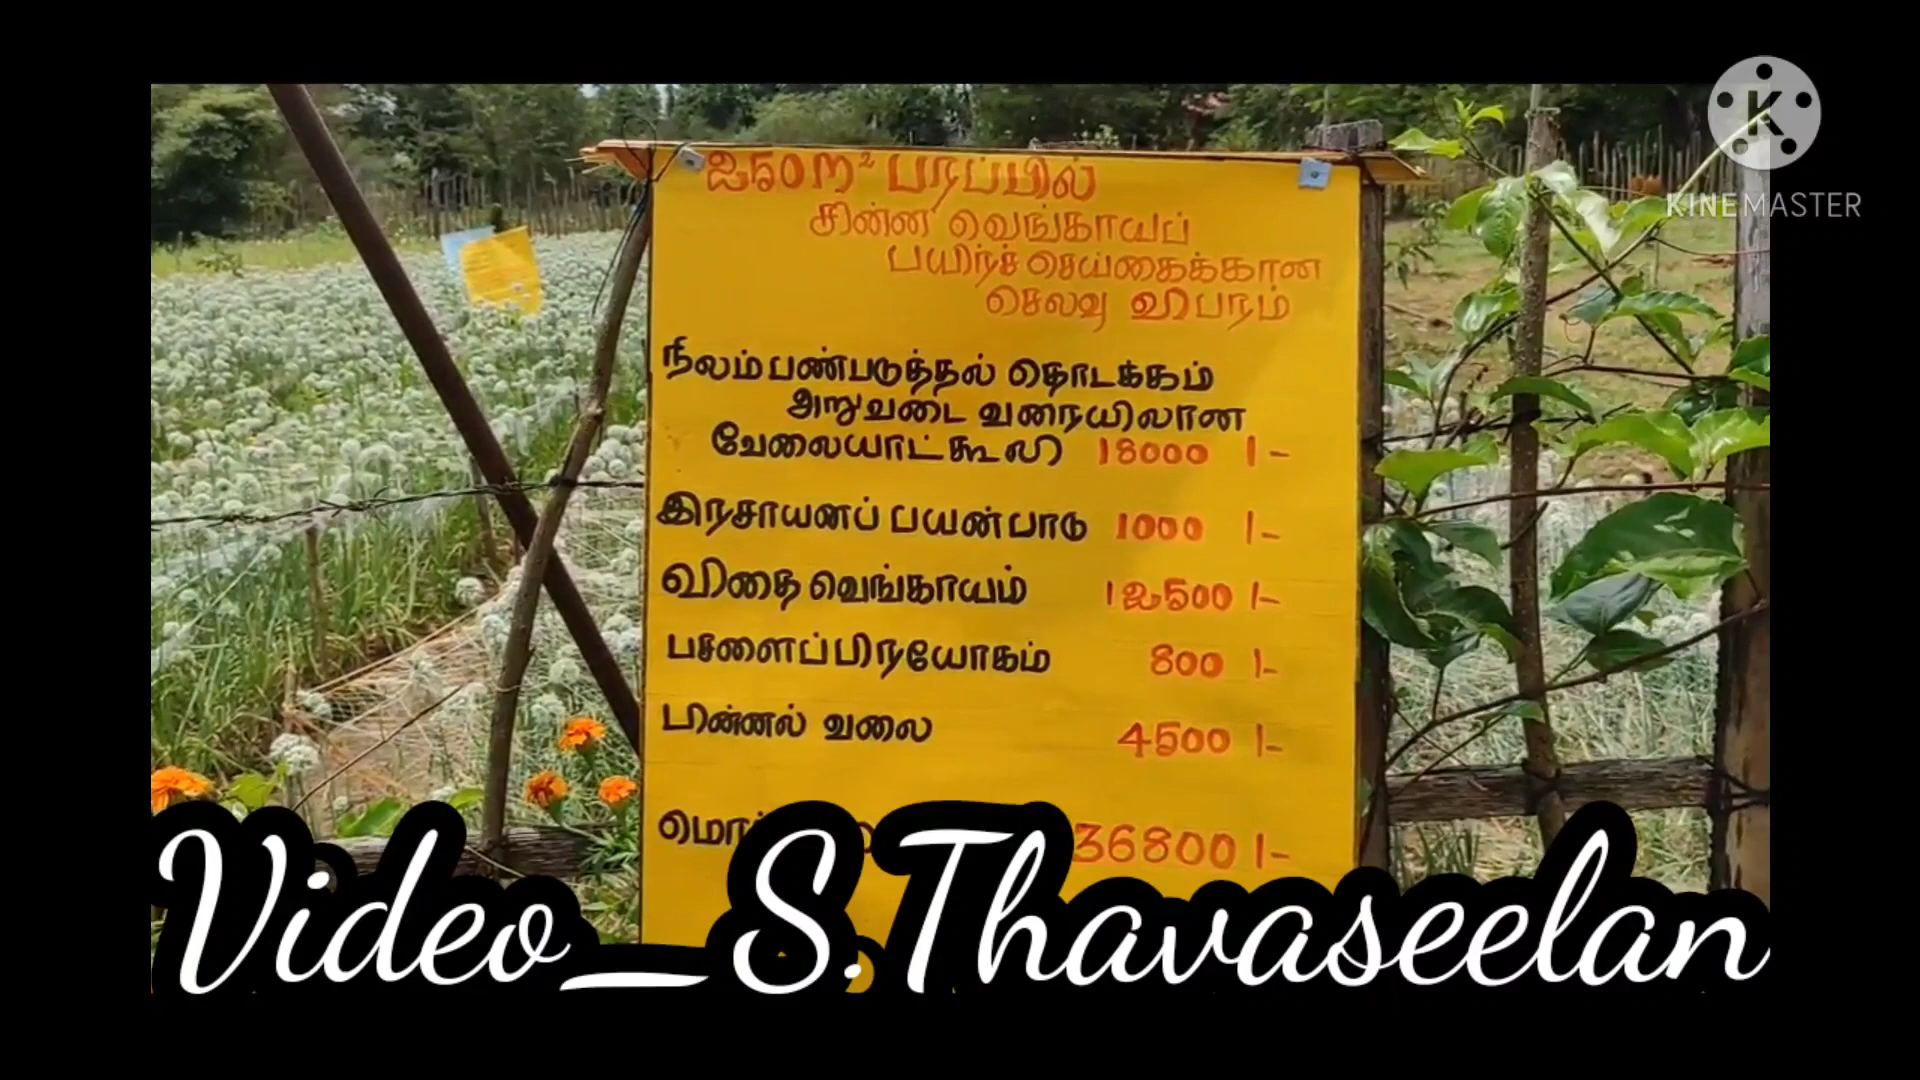 250m² பரப்பில்
சின்ன வெங்காயப்
பயிர்ச் செய்கைக்கான
செலவு விபரம்
நிலம் பண்படுத்தல் தொடக்கம்
அறுவடை வரையிலான
வேலையாட் கூலி 18000 /-
இரசாயனப் பயன்பாடு 1000 /-
விதை வெங்காயம் 12500 /-
பசளைப்பிரயோகம் 800 /-
பின்னல் வலை 4500 /-
36800 /-
Video_S.Thavaseelan
K
KINEMASTER